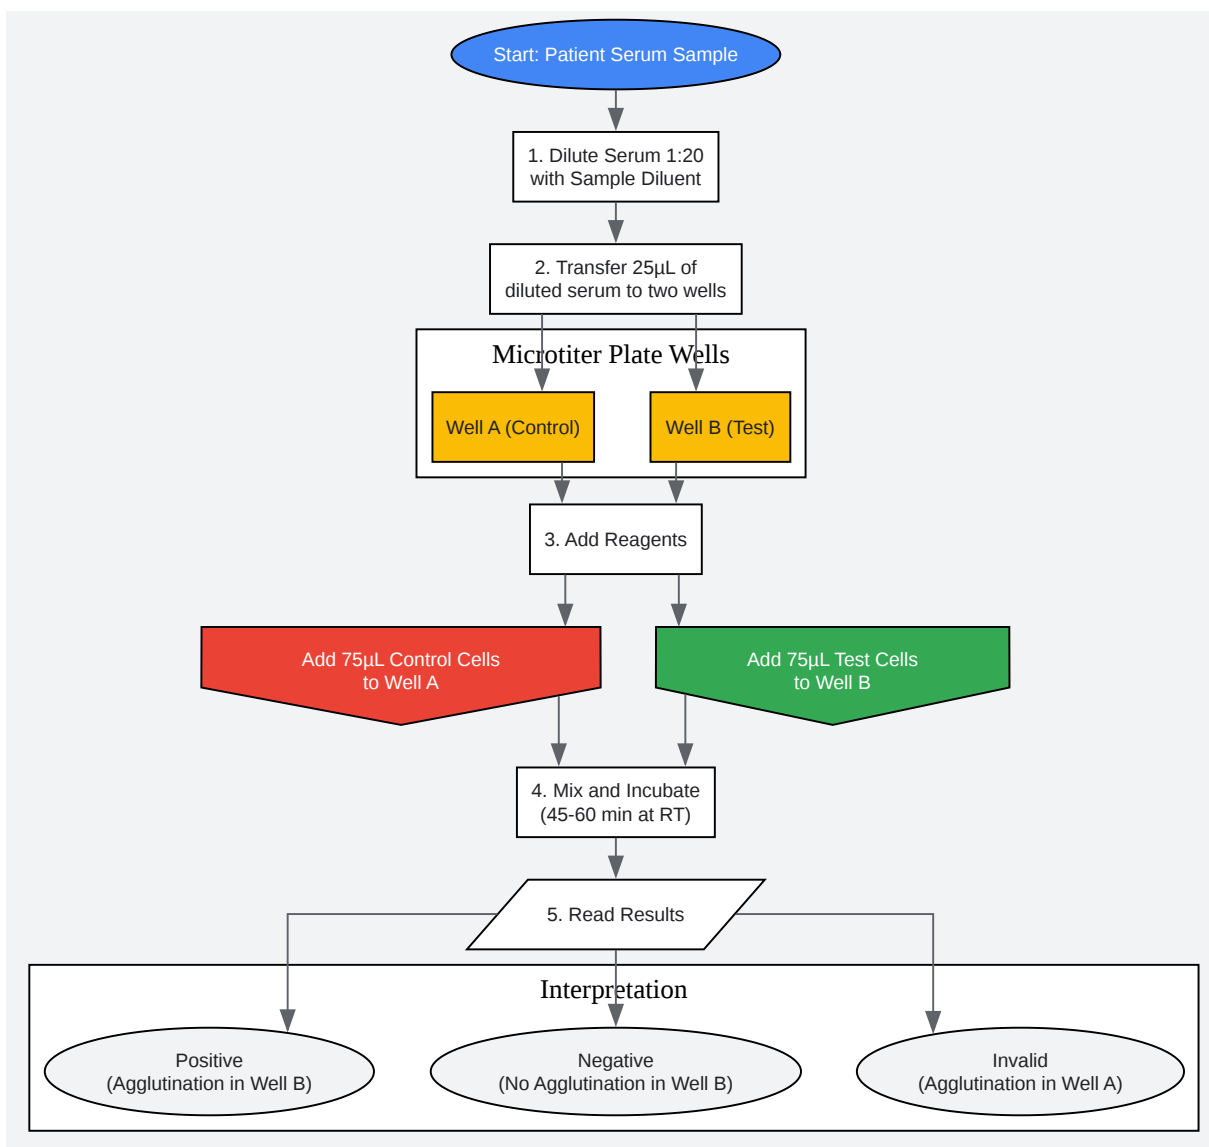 Start: Patient Serum Sample
1. Dilute Serum 1:20
with Sample Diluent
2. Transfer 25µL of
diluted serum to two wells
Microtiter Plate Wells
Well A (Control)
Well B (Test)
3. Add Reagents
Add 75µL Control Cells
to Well A
Add 75µL Test Cells
to Well B
4. Mix and Incubate
(45-60 min at RT)
5. Read Results
Interpretation
Positive
(Agglutination in Well B)
Negative
(No Agglutination in Well B)
Invalid
(Agglutination in Well A)